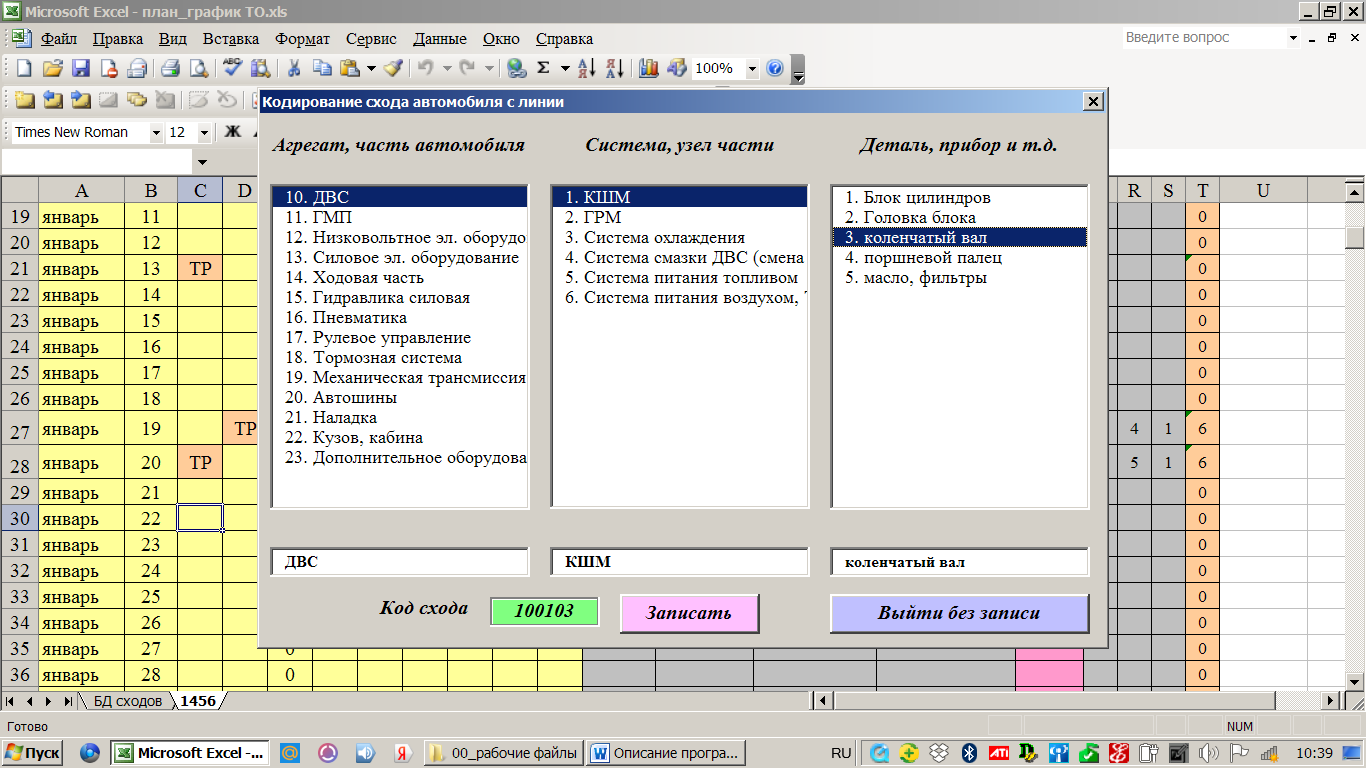 Microsoft Excel - план_график ТО.xls
Файл Правка Вид Вставка Формат Сервис Данные Окно Справка
Введите вопрос
100%
Times New Roman 12 Ж
Кодирование схода автомобиля с линии
Агрегат, часть автомобиля Система, узел части Деталь, прибор и т.д.
A B C D R S T U
10. ДВС 1. КШМ 1. Блок цилиндров
11. ГМП 2. ГРМ 2. Головка блока
12. Низковольтное эл. оборудо 3. Система охлаждения 3. коленчатый вал
13. Силовое эл. оборудование 4. Система смазки ДВС (смена 4. поршневой палец
14. Ходовая часть 5. Система питания топливом 5. масло, фильтры
15. Гидравлика силовая 6. Система питания воздухом,
16. Пневматика
17. Рулевое управление
18. Тормозная система
19. Механическая трансмиссия
20. Автошины
21. Наладка
22. Кузов, кабина
23. Дополнительное оборудова
ДВС КШМ коленчатый вал
Код схода 100103 Записать Выйти без записи
19 январь 11 0
20 январь 12 0
21 январь 13 ТР 0
22 январь 14 0
23 январь 15 0
24 январь 16 0
25 январь 17 0
26 январь 18 0
27 январь 19 ТР 4 1 6
28 январь 20 ТР 5 1 6
29 январь 21 0
30 январь 22 0
31 январь 23 0
32 январь 24 0
33 январь 25 0
34 январь 26 0
35 январь 27 0 0
36 январь 28 0 0
БД сходов 1456
Готово NUM
Пуск Microsoft Excel -... 00_рабочие файлы Описание програ... RU 10:39